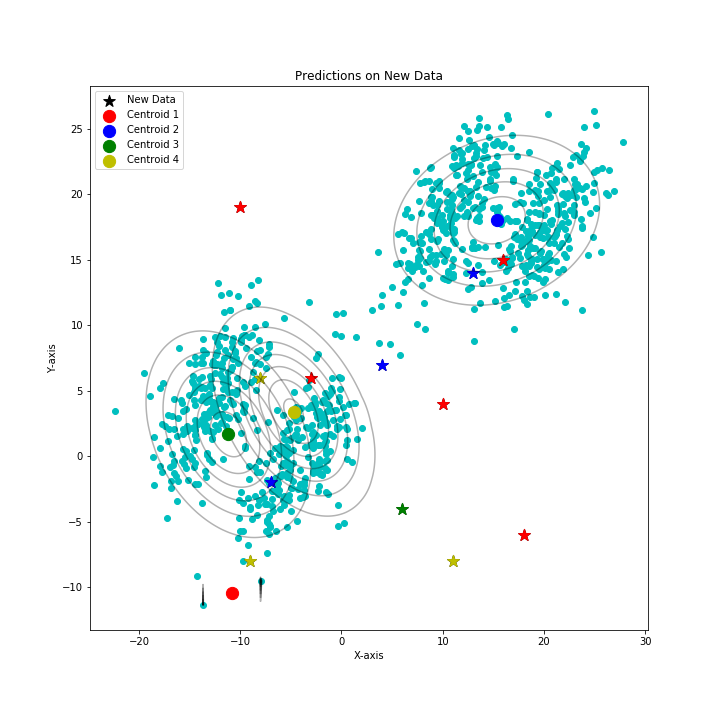 Predictions on New Data
New Data
Centroid 1
Centroid 2
Centroid 3
Centroid 4
25
20
15
10
5
0
−5
−10
Y-axis
−20
−10
0
10
20
30
X-axis